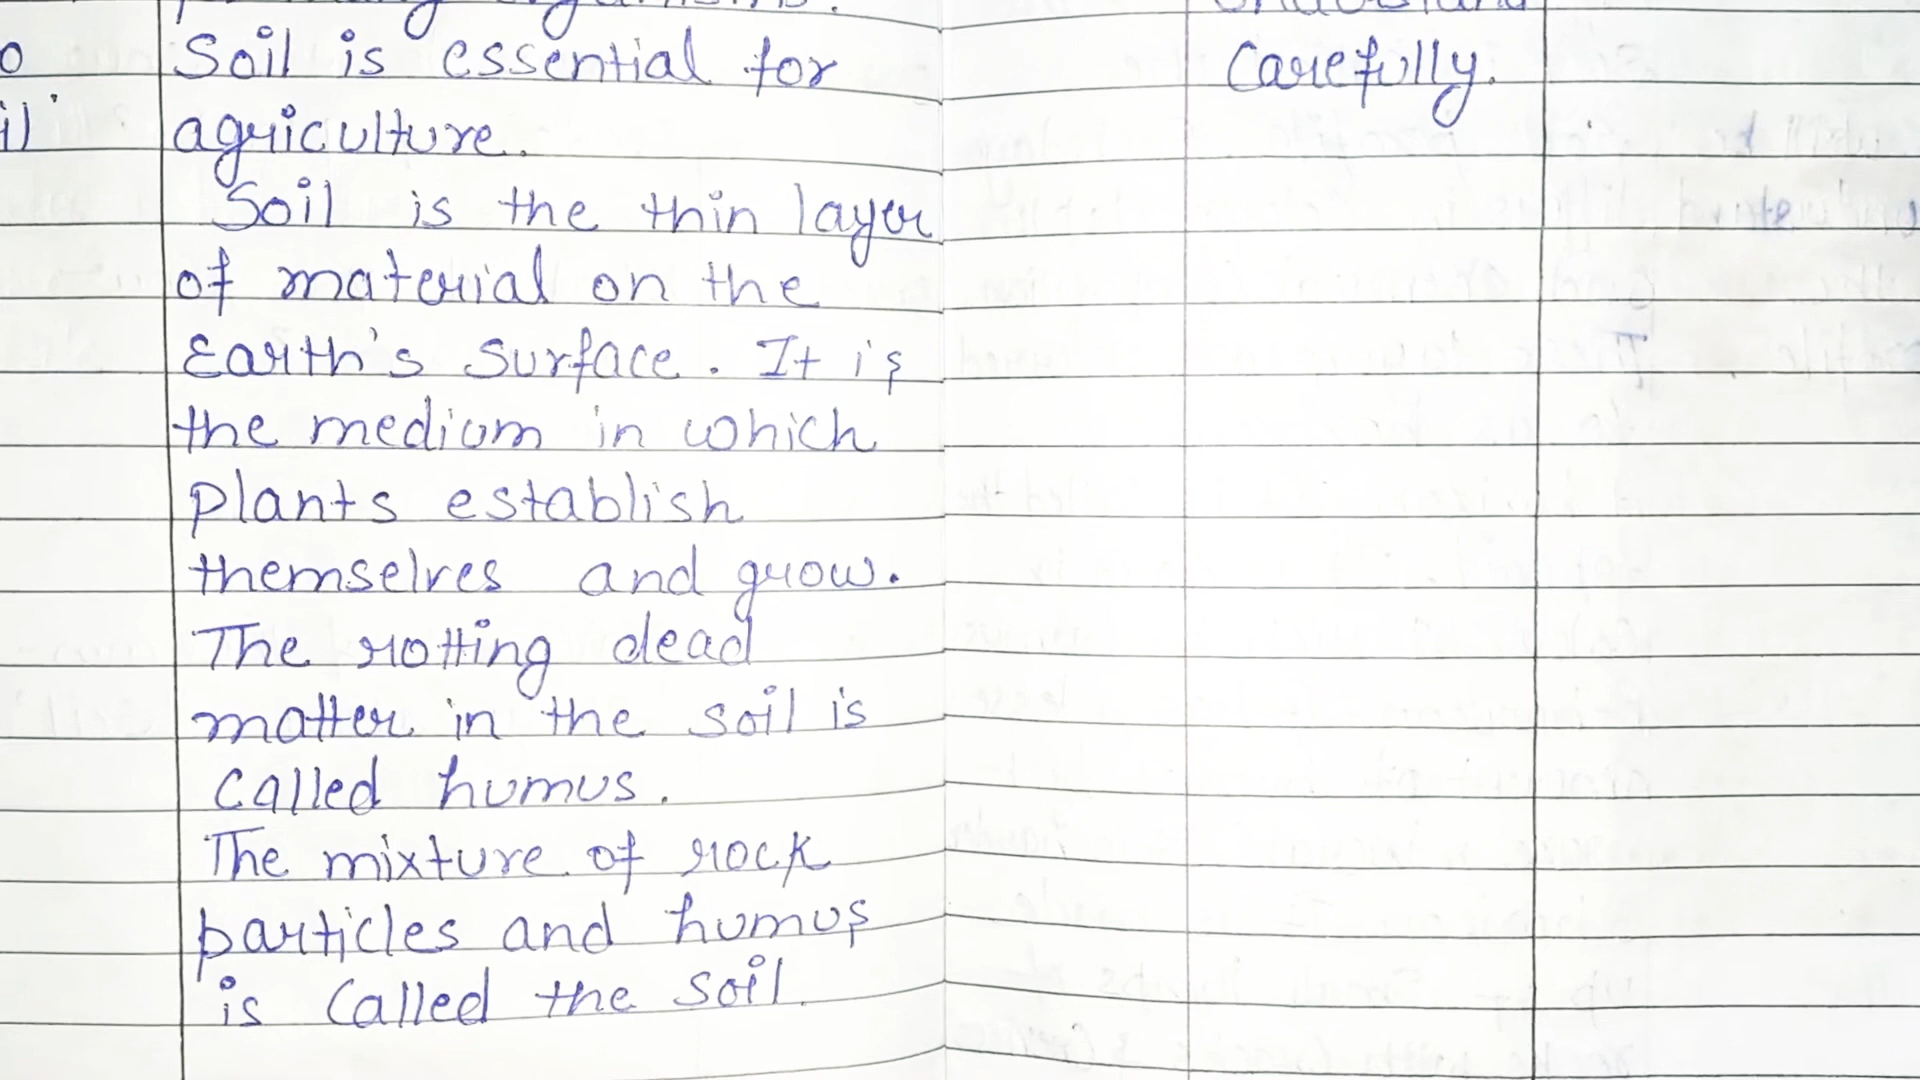 many organisms.
Soil is essential for
agriculture.
Soil is the thin layer
of material on the
Earth's surface. It is
the medium in which
plants establish
themselves and grow.
The rotting dead
matter in the soil is
called humus.
The mixture of rock
particles and humus
is called the soil.
Carefully.